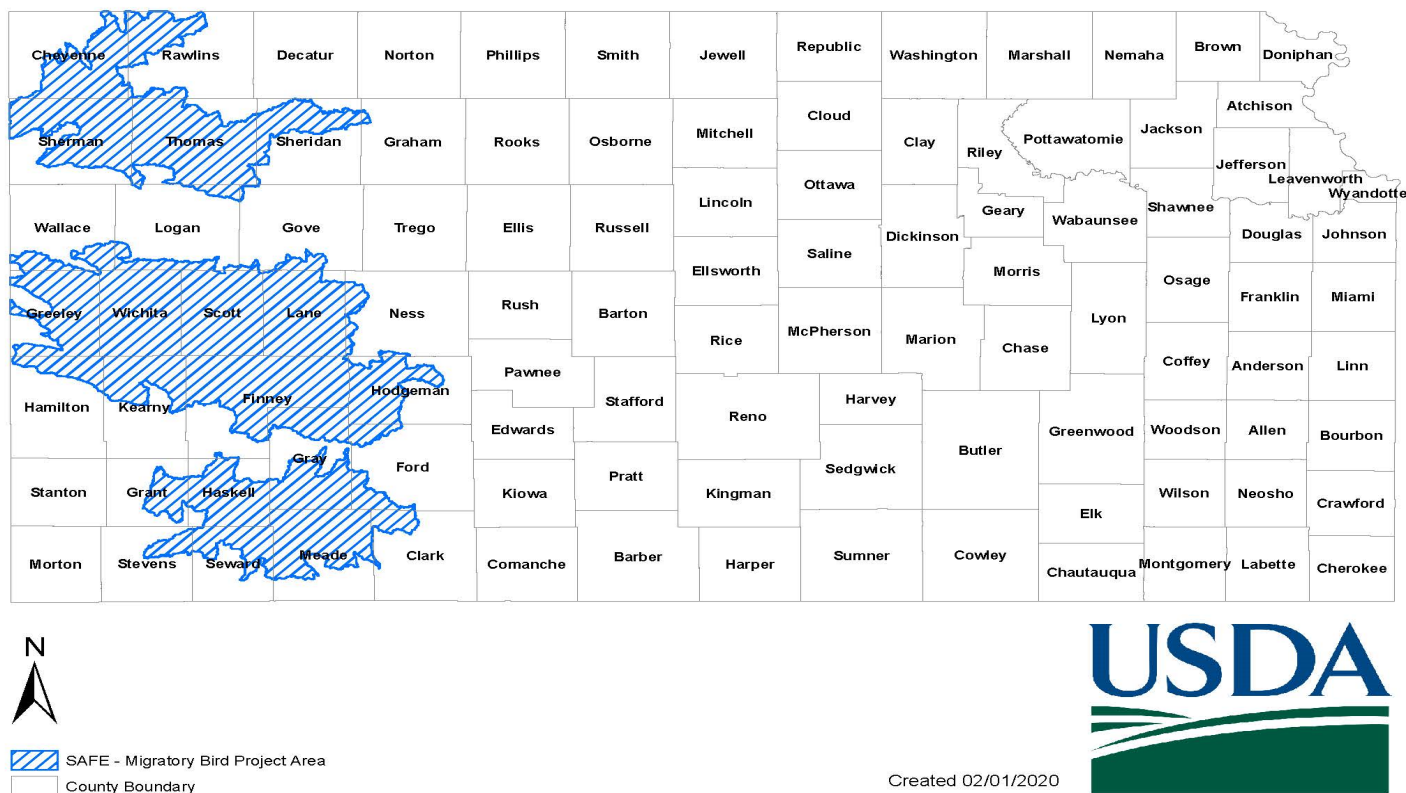 Cheyenne Rawlins Decatur Norton Phillips Smith Jewell Republic Washington Marshall Nemaha Brown Doniphan
Sherman Thomas Sheridan Graham Rooks Osborne Mitchell Cloud Clay Riley Pottawatomie Jackson Atchison
Jefferson Leavenworth Wyandotte
Lincoln Ottawa
Wallace Logan Gove Trego Ellis Russell Saline Dickinson Geary Wabaunsee Shawnee Douglas Johnson
Greeley Wichita Scott Lane Ness Rush Barton Ellsworth Morris Osage Franklin Miami
Rice McPherson Marion Chase Lyon
Hamilton Kearny Finney Hodgeman Pawnee Stafford Reno Harvey Coffey Anderson Linn
Edwards
Gray Ford Butler Greenwood Woodson Allen Bourbon
Stanton Grant Haskell Kiowa Pratt Kingman Sedgwick Wilson Neosho Crawford
Elk
Morton Stevens Seward Meade Clark Comanche Barber Harper Sumner Cowley Chautauqua Montgomery Labette Cherokee
N
USDA
SAFE - Migratory Bird Project Area
County Boundary
Created 02/01/2020